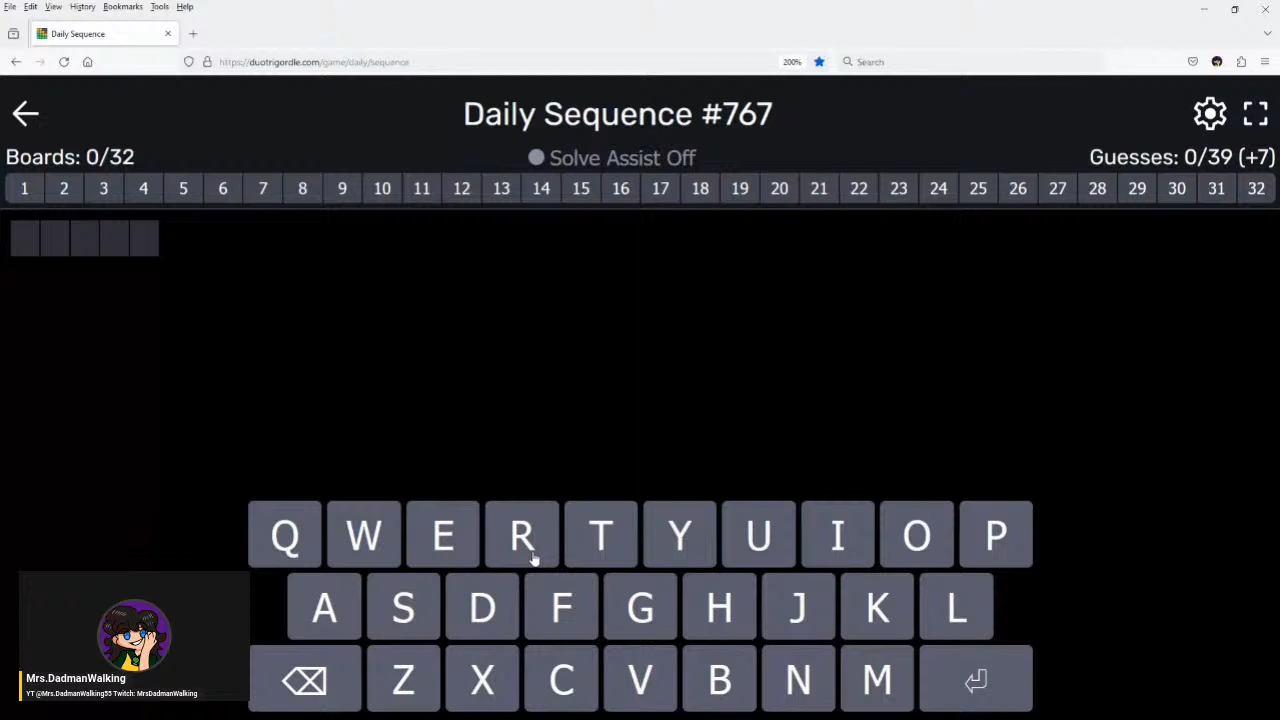 File Edit View History Bookmarks Tools Help
Daily Sequence
https://duotrigordle.com/game/daily/sequence
200%
Search
Daily Sequence #767
Boards: 0/32
Solve Assist Off
Guesses: 0/39 (+7)
1 2 3 4 5 6 7 8 9 10 11 12 13 14 15 16 17 18 19 20 21 22 23 24 25 26 27 28 29 30 31 32
Q W E R T Y U I O P
A S D F G H J K L
Z X C V B N M
Mrs.DadmanWalking
YT @Mrs.DadmanWalking55 Twitch: MrsDadmanWalking